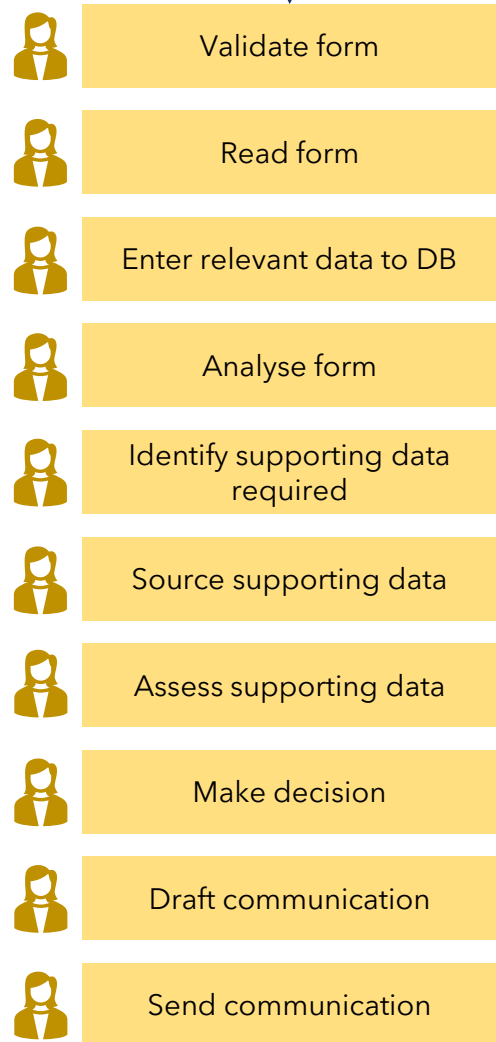 Validate form
Read form
Enter relevant data to DB
Analyse form
Identify supporting data
required
Source supporting data
Assess supporting data
Make decision
Draft communication
Send communication